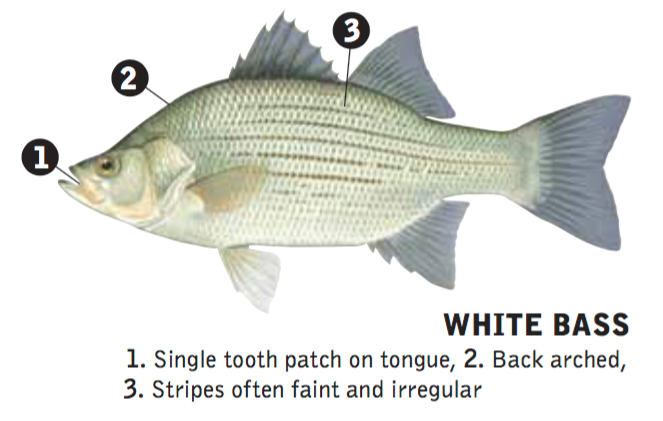 3
2
1
WHITE BASS
1. Single tooth patch on tongue, 2. Back arched,
3. Stripes often faint and irregular